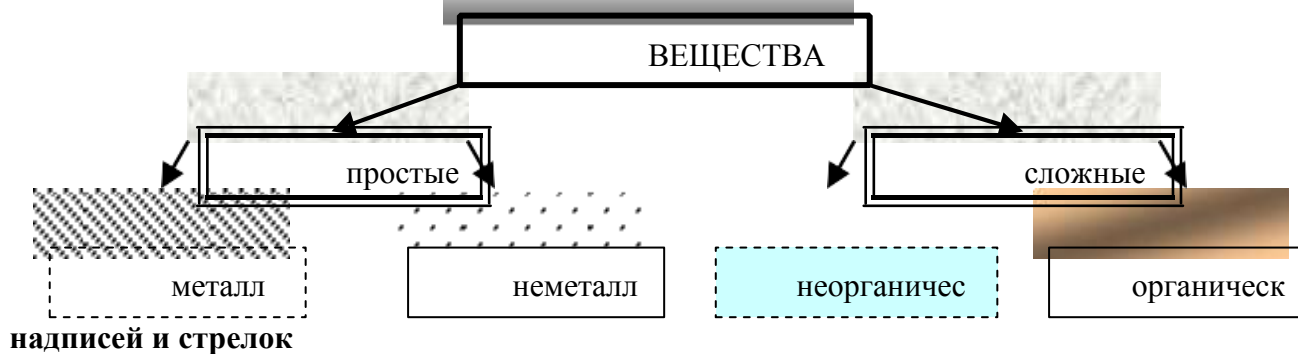 ВЕЩЕСТВА
простые сложные
металл неметалл неорганичес органическ
надписей и стрелок